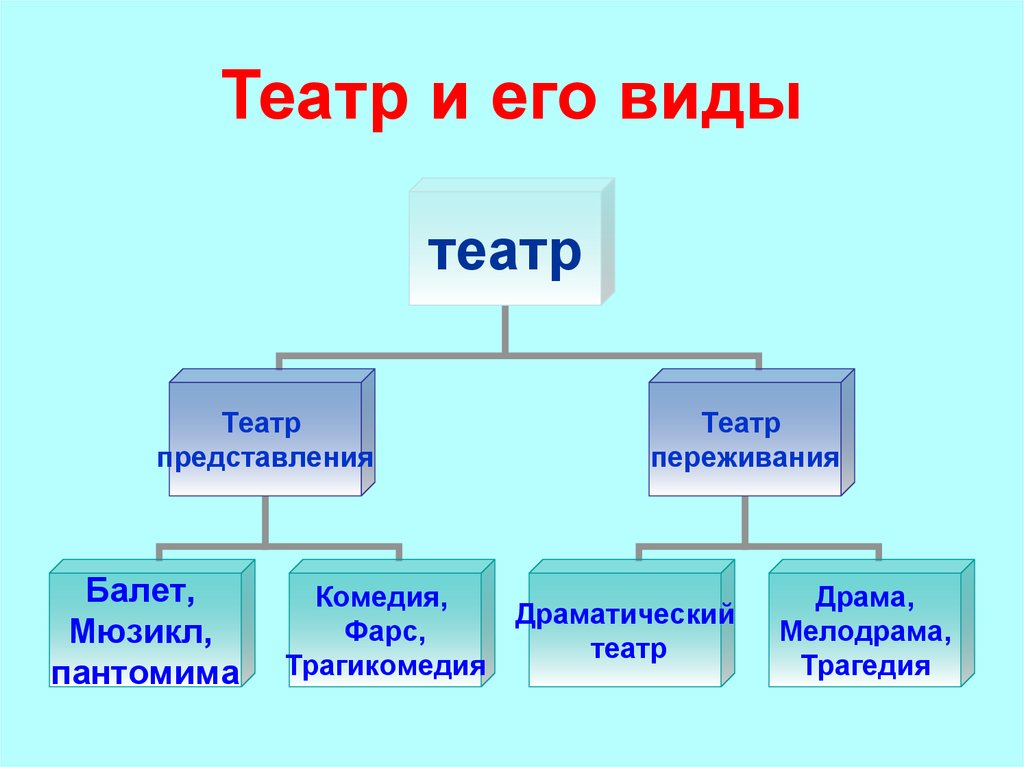 Театр и его виды
театр
Театр
представления
Театр
переживания
Балет,
Мюзикл,
пантомима
Комедия,
Фарс,
Трагикомедия
Драматический
театр
Драма,
Мелодрама,
Трагедия